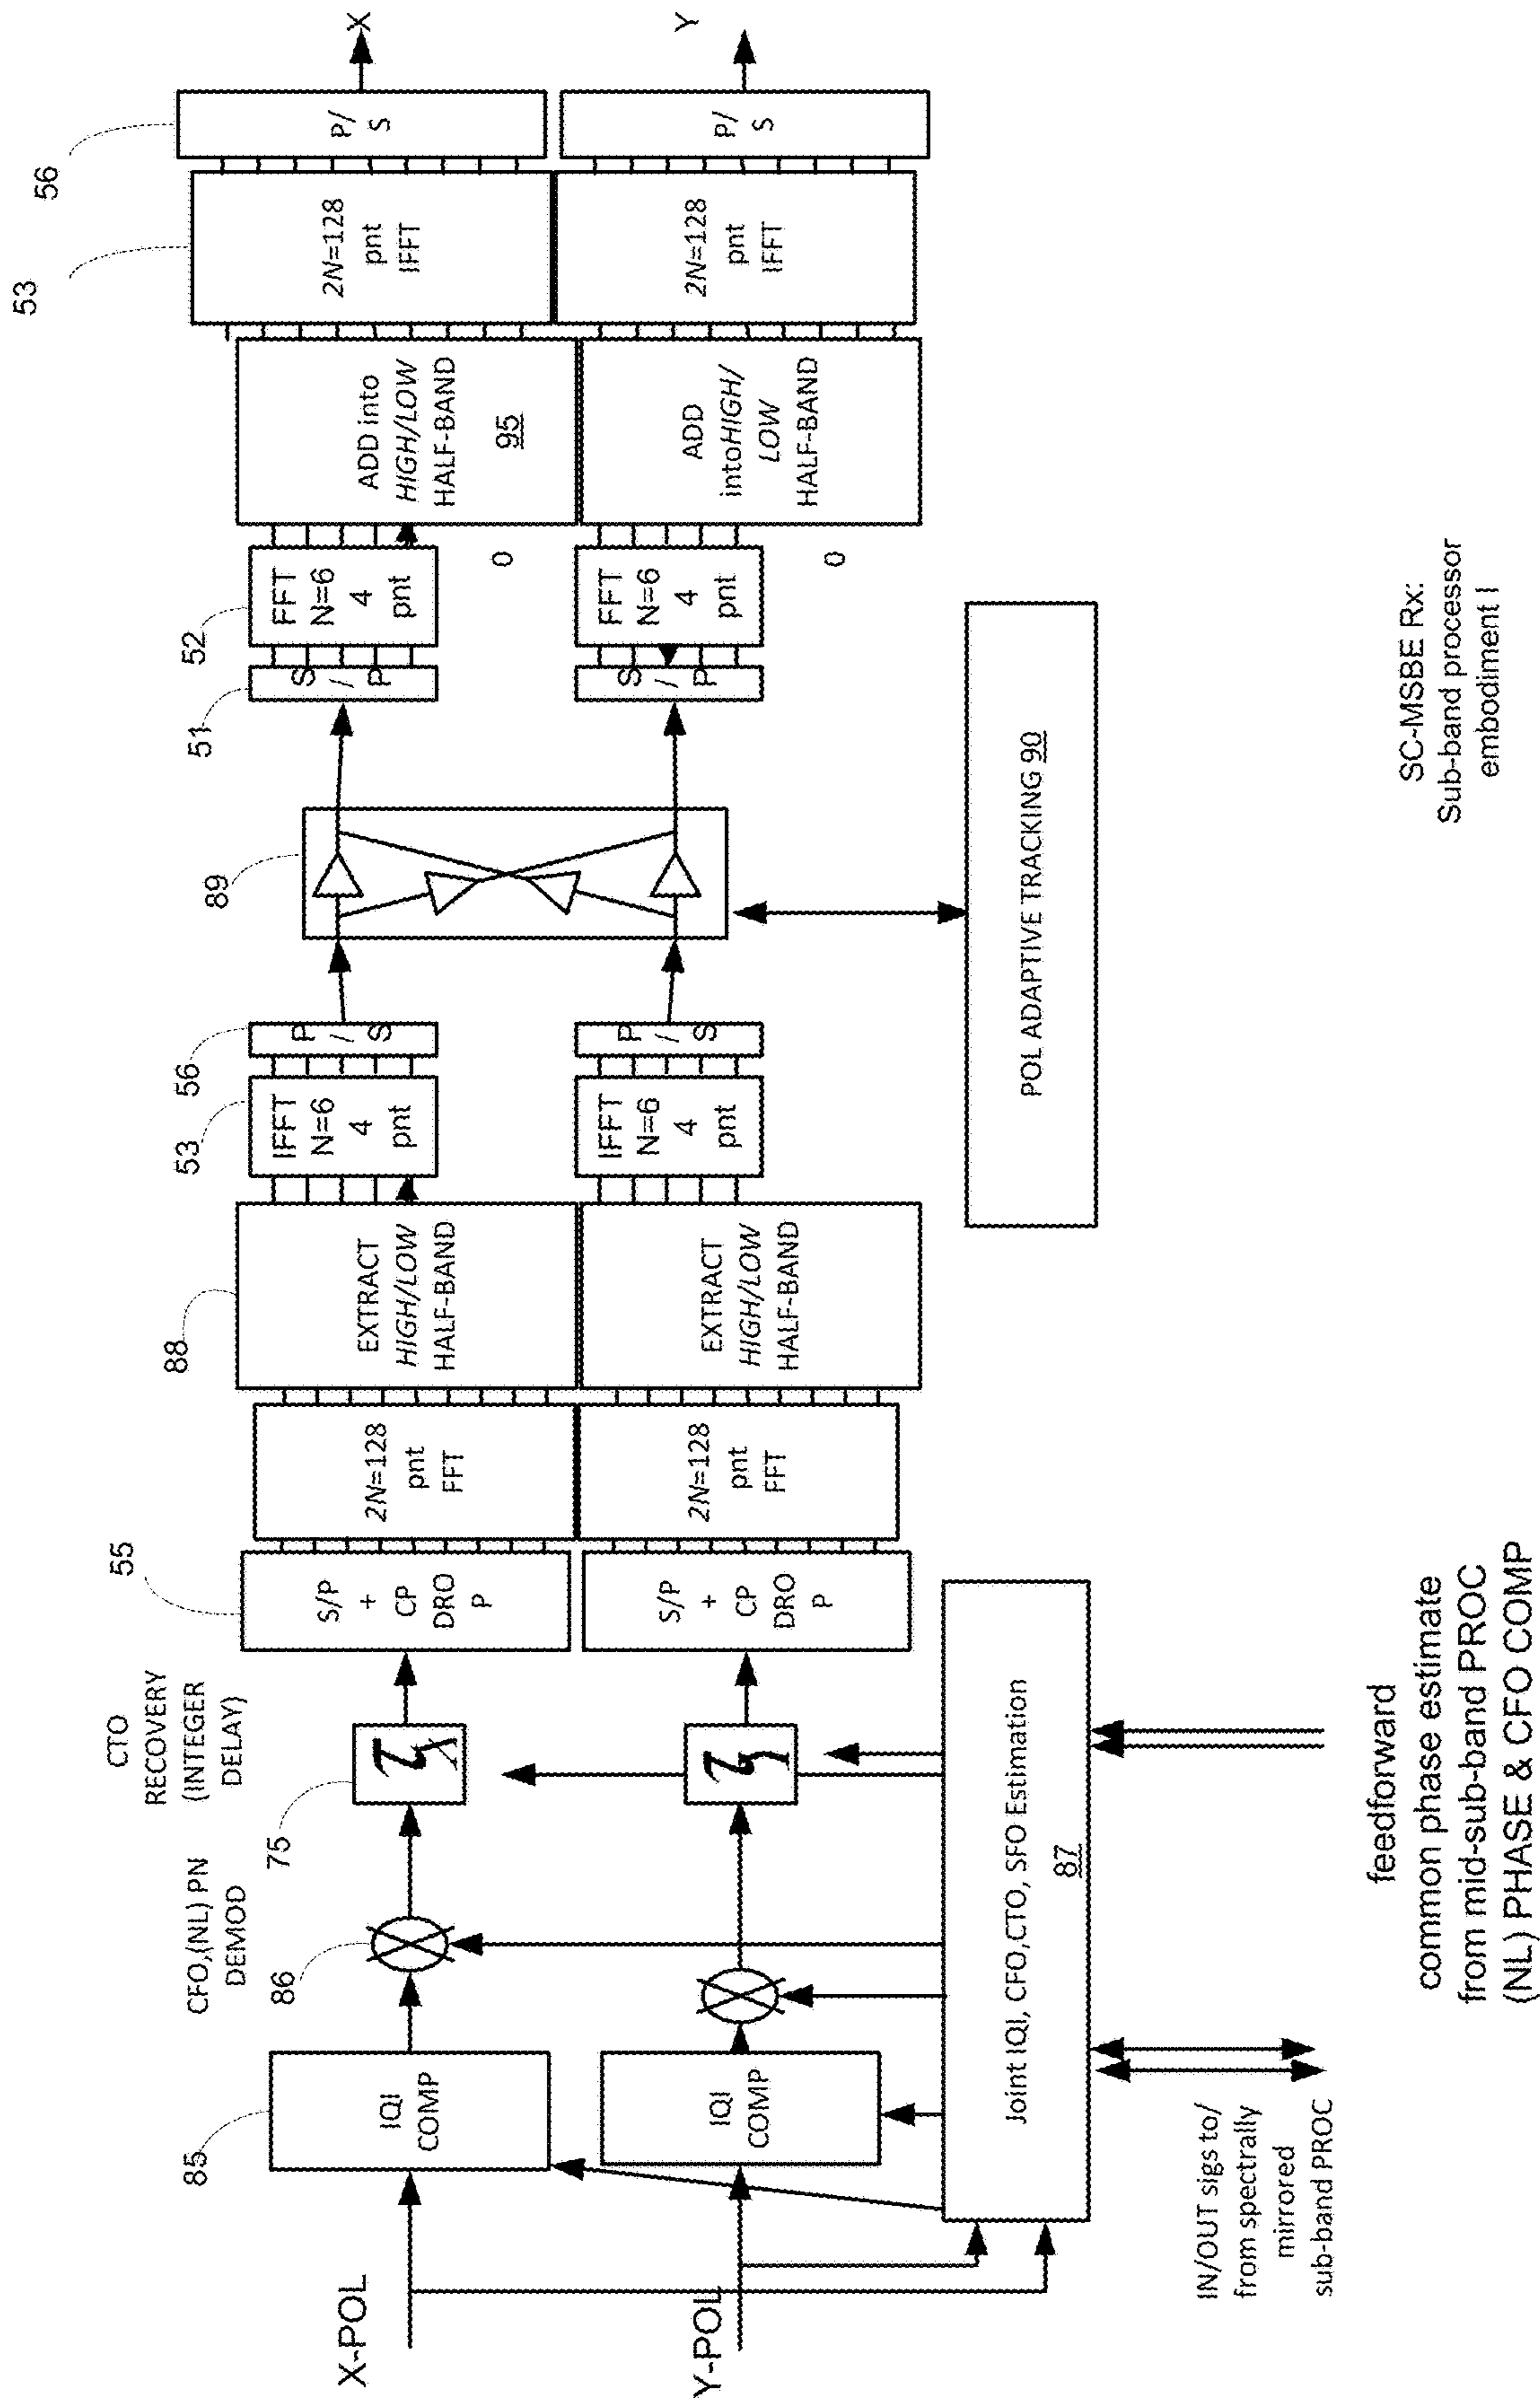 X-POL
Y-POL
85
IQI
COMP
IQI
COMP
CFO,(NL) PN
DEMOD
86
CTO
RECOVERY
(INTEGER
DELAY)
75
55
S/P
+
CP
DRO
P
S/P
+
CP
DRO
P
2N=128
pnt
FFT
2N=128
pnt
FFT
88
EXTRACT
HIGH/LOW
HALF-BAND
EXTRACT
HIGH/LOW
HALF-BAND
53
IFFT
N=6
4
pnt
IFFT
N=6
4
pnt
56
P
/
S
P
/
S
89
51
S
/
P
S
/
P
52
FFT
N=6
4
pnt
FFT
N=6
4
pnt
0
0
ADD into
HIGH/LOW
HALF-BAND
95
ADD
intoHIGH/
LOW
HALF-BAND
53
2N=128
pnt
IFFT
2N=128
pnt
IFFT
56
P/
S
P/
S
X
Y
Joint IQI, CFO,CTO, SFO Estimation
87
POL ADAPTIVE TRACKING 90
IN/OUT sigs to/
from spectrally
mirrored
sub-band PROC
feedforward
common phase estimate
from mid-sub-band PROC
(NL) PHASE & CFO COMP
SC-MSBE Rx:
Sub-band processor
embodiment I